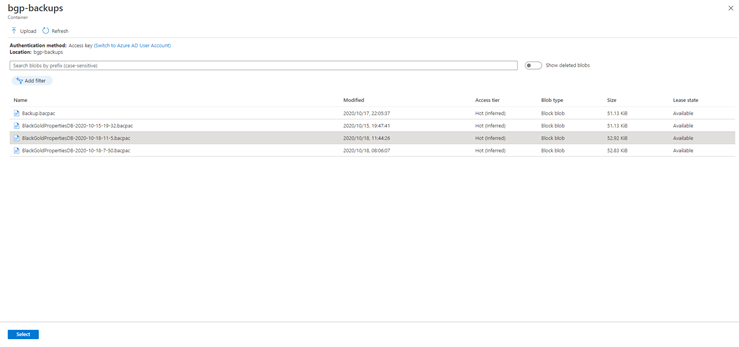 bgp-backups
Container
Upload Refresh
Authentication method: Access key (Switch to Azure AD User Account)
Location: bgp-backups
Search blobs by prefix (case-sensitive) Show deleted blobs
Add filter
Name Modified Access tier Blob type Size Lease state
Backup.bacpac 2020/10/17, 22:05:37 Hot (Inferred) Block blob 51.13 KiB Available
BlackGoldPropertiesDB-2020-10-15-19-32.bacpac 2020/10/15, 19:47:41 Hot (Inferred) Block blob 51.13 KiB Available
BlackGoldPropertiesDB-2020-10-18-11-5.bacpac 2020/10/18, 11:44:26 Hot (Inferred) Block blob 52.92 KiB Available
BlackGoldPropertiesDB-2020-10-18-7-50.bacpac 2020/10/18, 08:06:07 Hot (Inferred) Block blob 52.83 KiB Available
Select